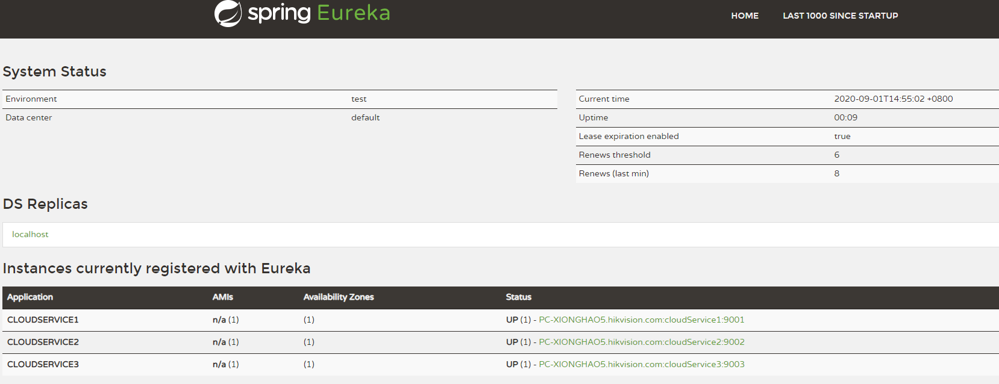 spring Eureka
HOME LAST 1000 SINCE STARTUP
System Status
Environment test
Data center default
Current time 2020-09-01T14:55:02 +0800
Uptime 00:09
Lease expiration enabled true
Renews threshold 6
Renews (last min) 8
DS Replicas
localhost
Instances currently registered with Eureka
Application AMIs Availability Zones Status
CLOUDSERVICE1 n/a (1) (1) UP (1) - PC-XIONGHAO5.hikvision.com:cloudService1:9001
CLOUDSERVICE2 n/a (1) (1) UP (1) - PC-XIONGHAO5.hikvision.com:cloudService2:9002
CLOUDSERVICE3 n/a (1) (1) UP (1) - PC-XIONGHAO5.hikvision.com:cloudService3:9003